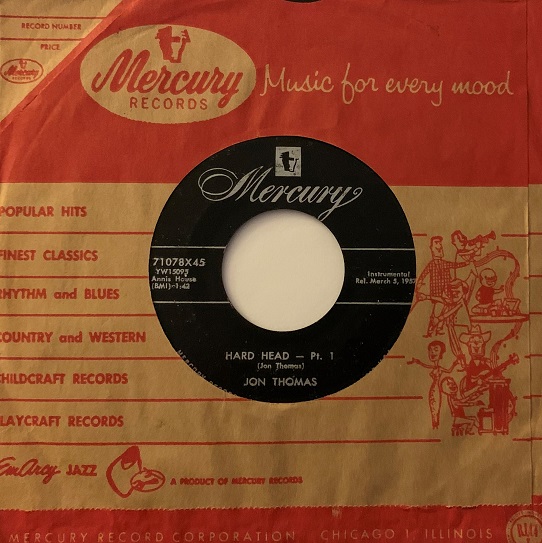 RECORD NUMBER
PRICE
Mercury
RECORDS
Mercury
RECORDS
Music for every mood
Mercury
71078X45
YW15095
Annis House
(BMI)-1:42
Instrumental
Rel. March 5, 1957
HARD HEAD — Pt. 1
(Jon Thomas)
JON THOMAS
POPULAR HITS
FINEST CLASSICS
RHYTHM and BLUES
COUNTRY and WESTERN
CHILDCRAFT RECORDS
PLAYCRAFT RECORDS
EmArcy JAZZ
A PRODUCT OF MERCURY RECORDS
MERCURY RECORD CORPORATION CHICAGO 1, ILLINOIS